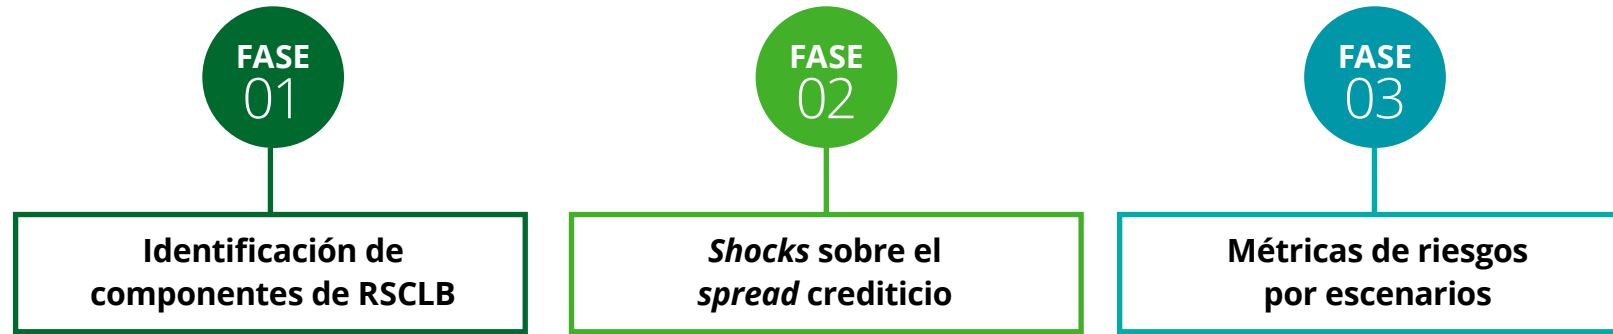 FASE
01
Identificación de
componentes de RSCLB
FASE
02
Shocks sobre el
spread crediticio
FASE
03
Métricas de riesgos
por escenarios